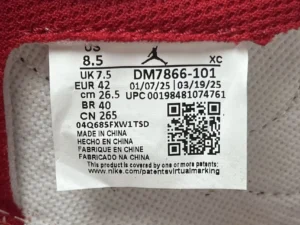 US
8.5 XC
UK 7.5 DM7866-101
EUR 42 01/07/25 03/19/25
cm 26.5 UPC 00198481074761
BR 40
CN 265
04Q68SFXW1TSD
MADE IN CHINA
HECHO EN CHINA
FABRIQUE EN CHINE
FABRICADO NA CHINA
This product is covered by one or more patents:
www.nike.com/patentsvirtualmarking